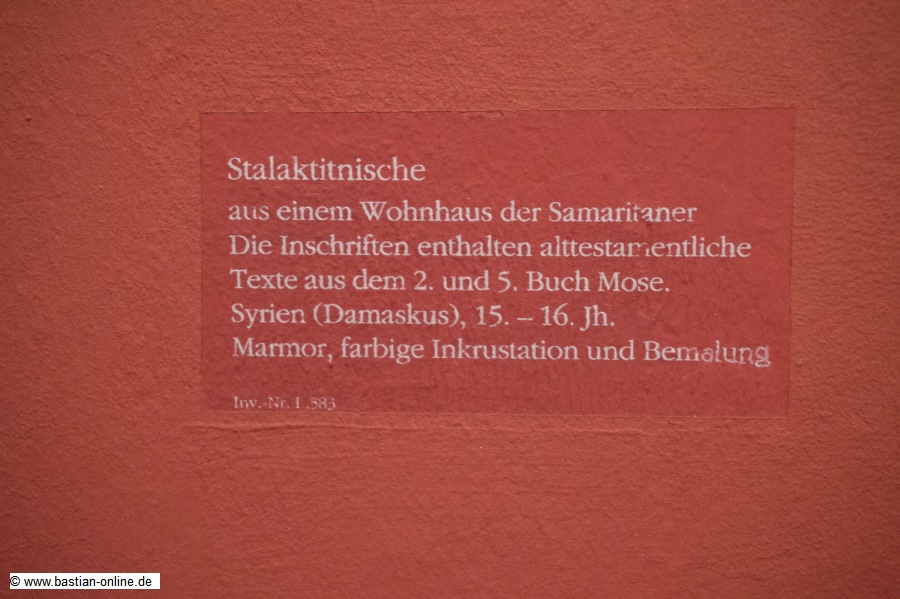 Stalaktitnische
aus einem Wohnhaus der Samaritaner
Die Inschriften enthalten alttestamentliche
Texte aus dem 2. und 5. Buch Mose.
Syrien (Damaskus), 15. – 16. Jh.
Marmor, farbige Inkrustation und Bemalung
Inv.-Nr. I .583
© www.bastian-online.de